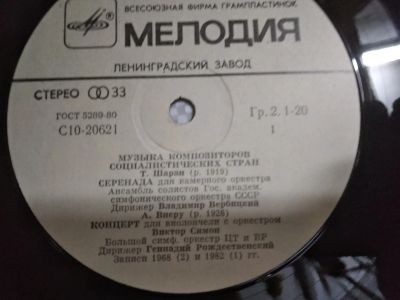 ВСЕСОЮЗНАЯ ФИРМА ГРАМПЛАСТИНОК
МЕЛОДИЯ
ЛЕНИНГРАДСКИЙ ЗАВОД
СТЕРЕО 33
ГОСТ 5289-80
С10-20621
Гр. 2. 1-20
1
МУЗЫКА КОМПОЗИТОРОВ
СОЦИАЛИСТИЧЕСКИХ СТРАН
Т. Шараи (р. 1919)
СЕРЕНАДА для камерного оркестра
Ансамбль солистов Гос. академ.
симфонического оркестра СССР
Дирижер Владимир Вербицкий
А. Виеру (р. 1926)
КОНЦЕРТ для виолончели с оркестром
Виктор Симон
Большой симф. оркестр ЦТ и ВР
Дирижер Геннадий Рождественский
Записи 1968 (2) и 1982 (1) гг.